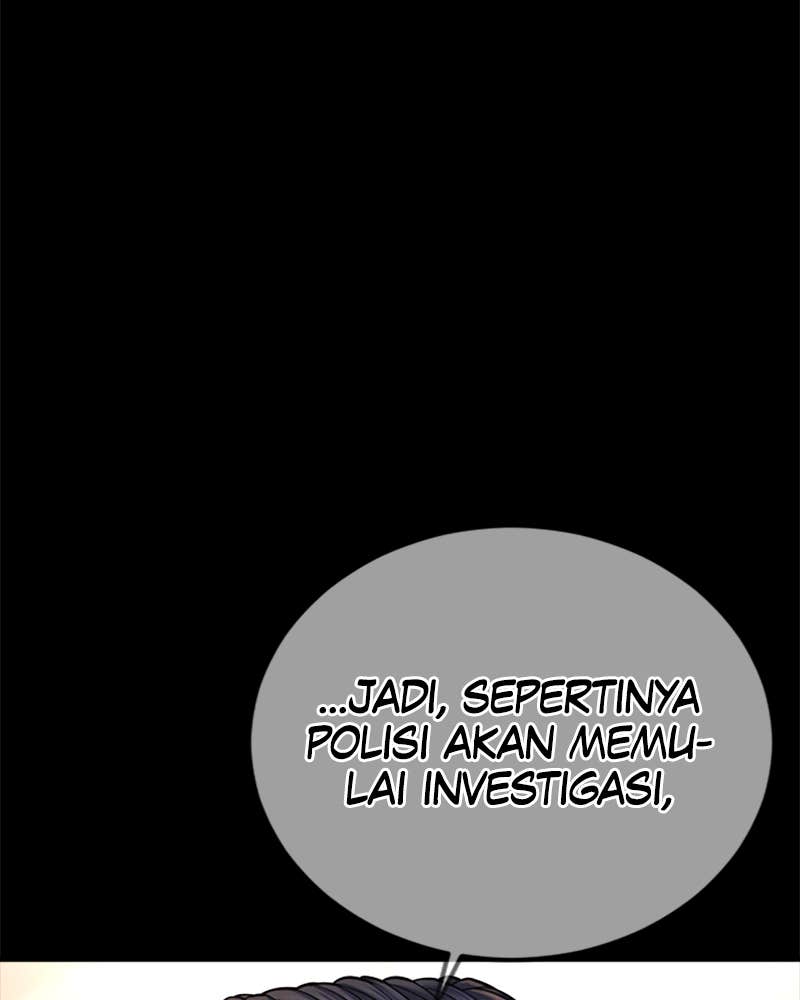 ...JADI, SEPERTINYA
POLISI AKAN MEMU-
LAI INVESTIGASI,